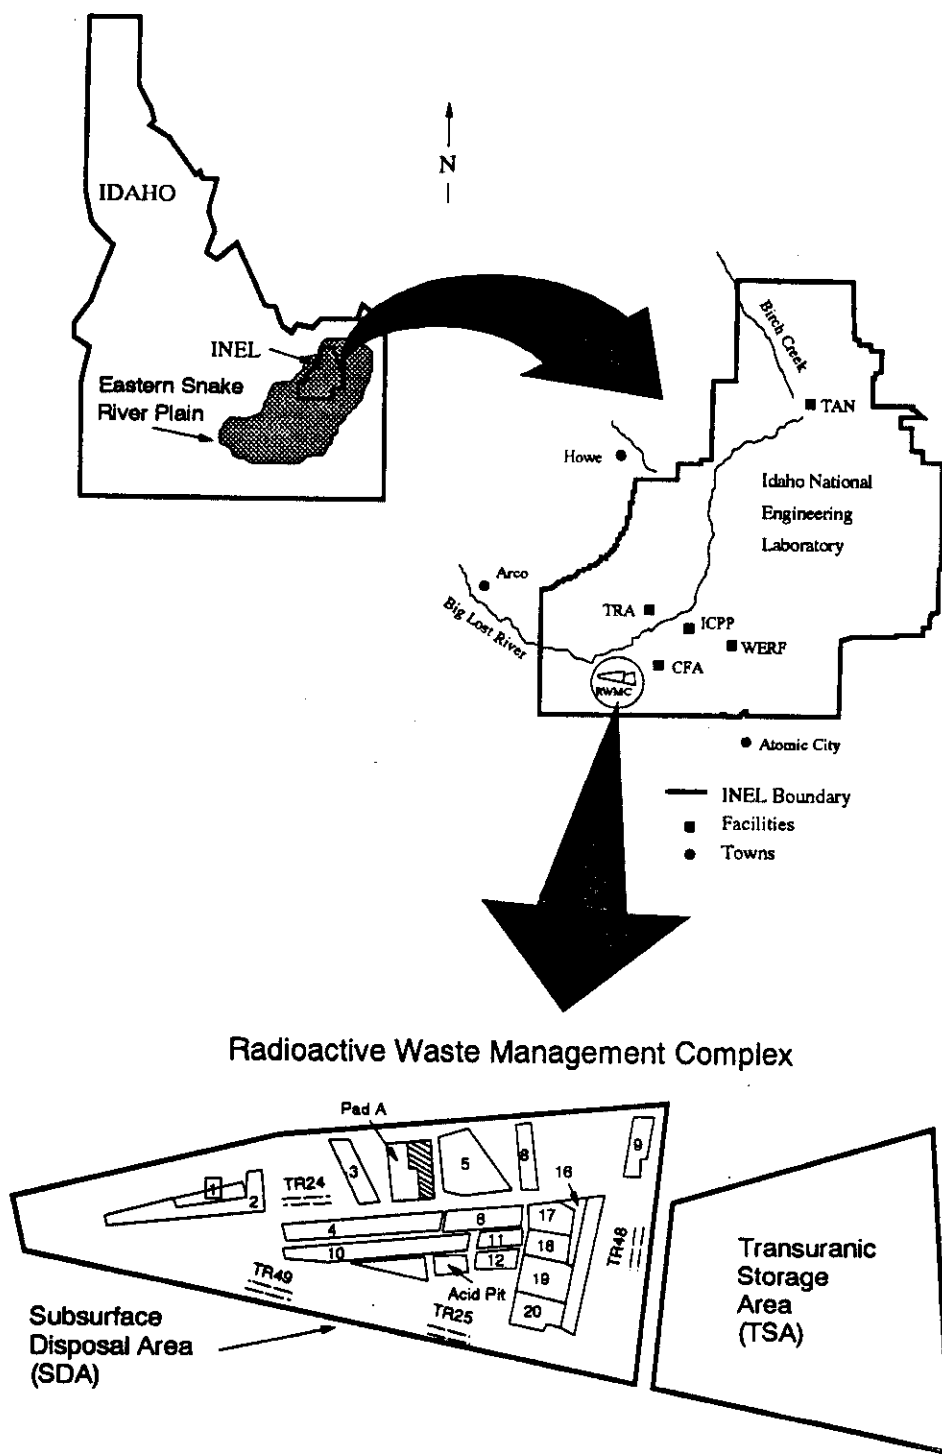 IDAHO
N
INEL
Eastern Snake
River Plain
Birch Creek
TAN
Howe
Idaho National
Engineering
Laboratory
Arco
Big Lost River
TRA
ICPP
WERF
CFA
RWMC
Atomic City
INEL Boundary
Facilities
Towns
Radioactive Waste Management Complex
Pad A
1
2
TR24
3
5
16
9
4
6
17
TR48
10
11
18
12
19
20
TR49
Acid Pit
TR25
Subsurface
Disposal Area
(SDA)
Transuranic
Storage
Area
(TSA)